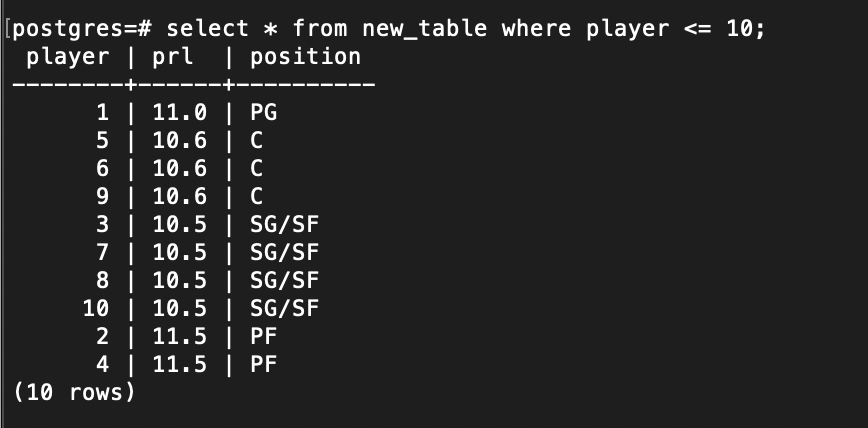 [postgres=# select * from new_table where player <= 10;
 player | prl  | position
--------+------+----------
      1 | 11.0 | PG
      5 | 10.6 | C
      6 | 10.6 | C
      9 | 10.6 | C
      3 | 10.5 | SG/SF
      7 | 10.5 | SG/SF
      8 | 10.5 | SG/SF
     10 | 10.5 | SG/SF
      2 | 11.5 | PF
      4 | 11.5 | PF
(10 rows)